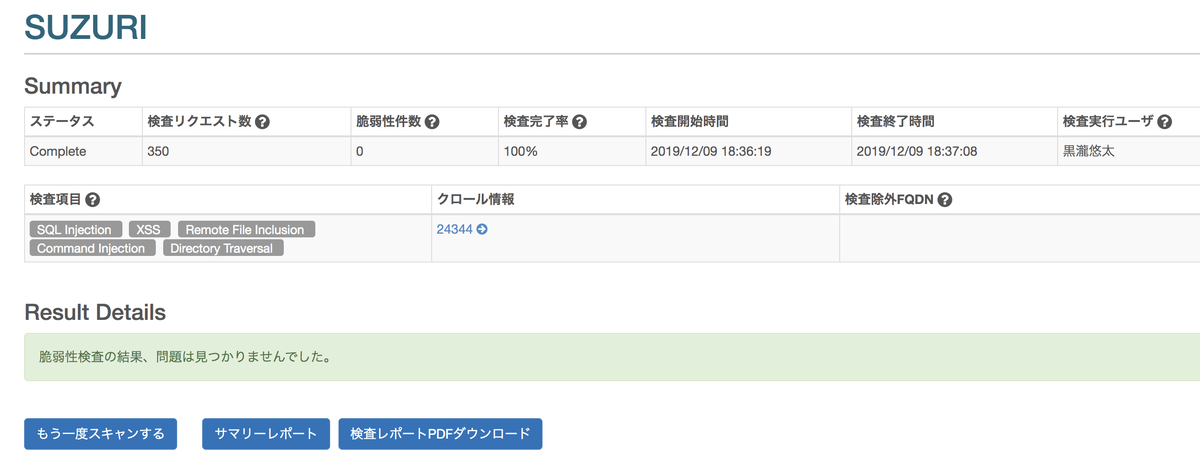 SUZURI
Summary
ステータス 検査リクエスト数 ? 脆弱性件数 ? 検査完了率 ? 検査開始時間 検査終了時間 検査実行ユーザ ?
Complete 350 0 100% 2019/12/09 18:36:19 2019/12/09 18:37:08 黒瀧悠太
検査項目 ? クロール情報 検査除外FQDN ?
SQL Injection XSS Remote File Inclusion 24344
Command Injection Directory Traversal
Result Details
脆弱性検査の結果、問題は見つかりませんでした。
もう一度スキャンする サマリーレポート 検査レポートPDFダウンロード